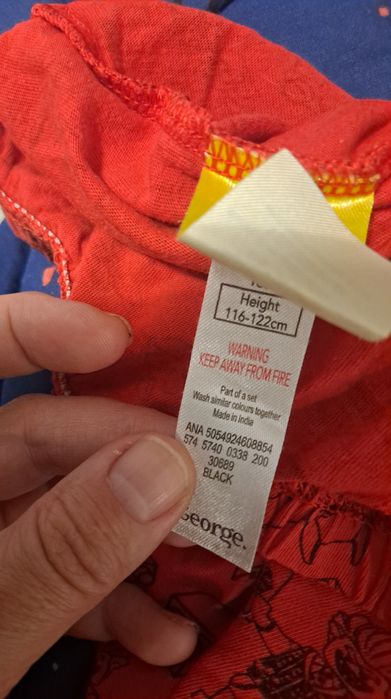 Height
116-122cm
WARNING
KEEP AWAY FROM FIRE
Part of a set
Wash similar colours together
Made in India
ANA 5054924608854
574 5740 0338 200
30689
BLACK
George.